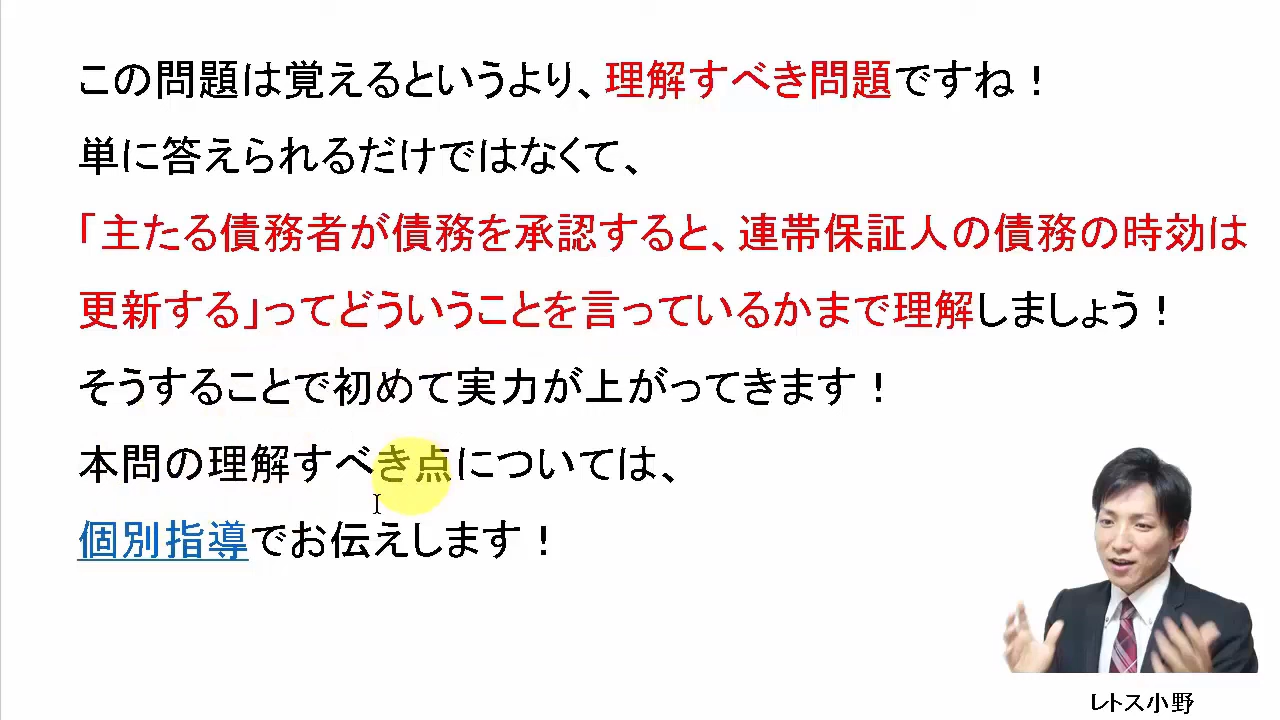 この問題は覚えるというより、理解すべき問題ですね！
単に答えられるだけではなくて、
「主たる債務者が債務を承認すると、連帯保証人の債務の時効は
更新する」ってどういうことを言っているかまで理解しましょう！
そうすることで初めて実力が上がってきます！
本問の理解すべき点については、
個別指導でお伝えします！
レトス小野